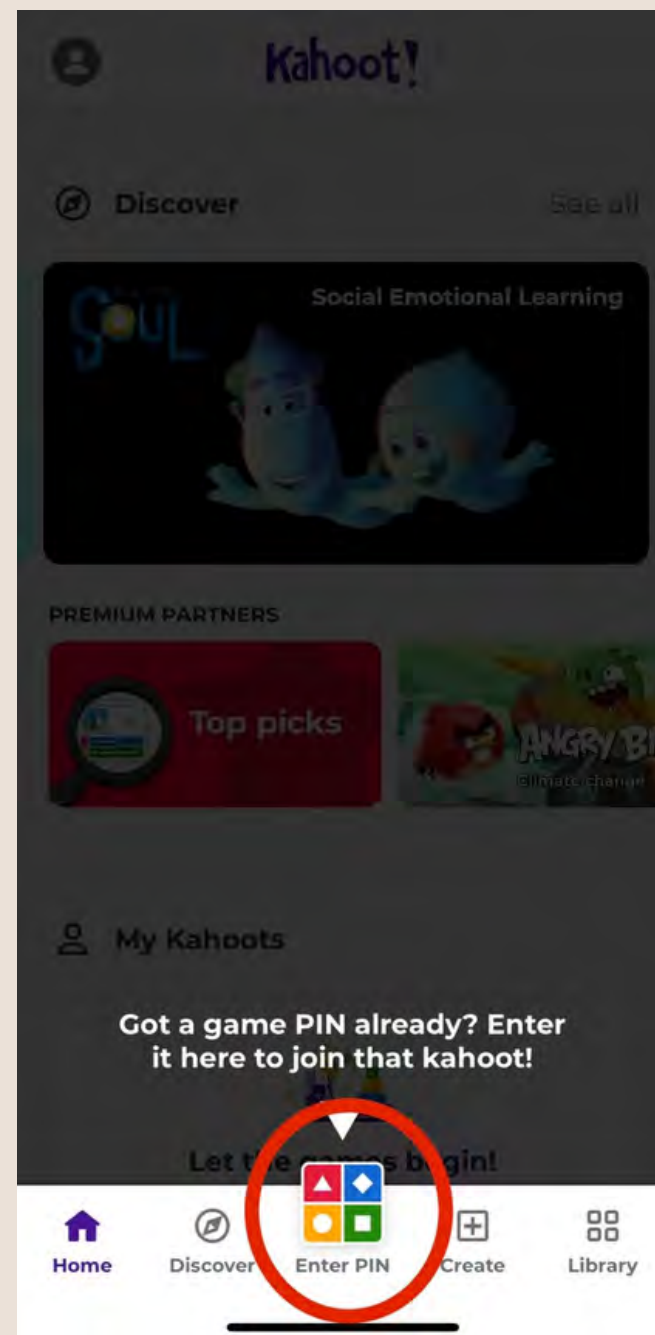 Kahoot!
Discover
See all
SOUL
Social Emotional Learning
PREMIUM PARTNERS
Top picks
ANGRY BI
Climate change
My Kahoots
Got a game PIN already? Enter
it here to join that kahoot!
Let the games begin!
Home
Discover
Enter PIN
Create
Library